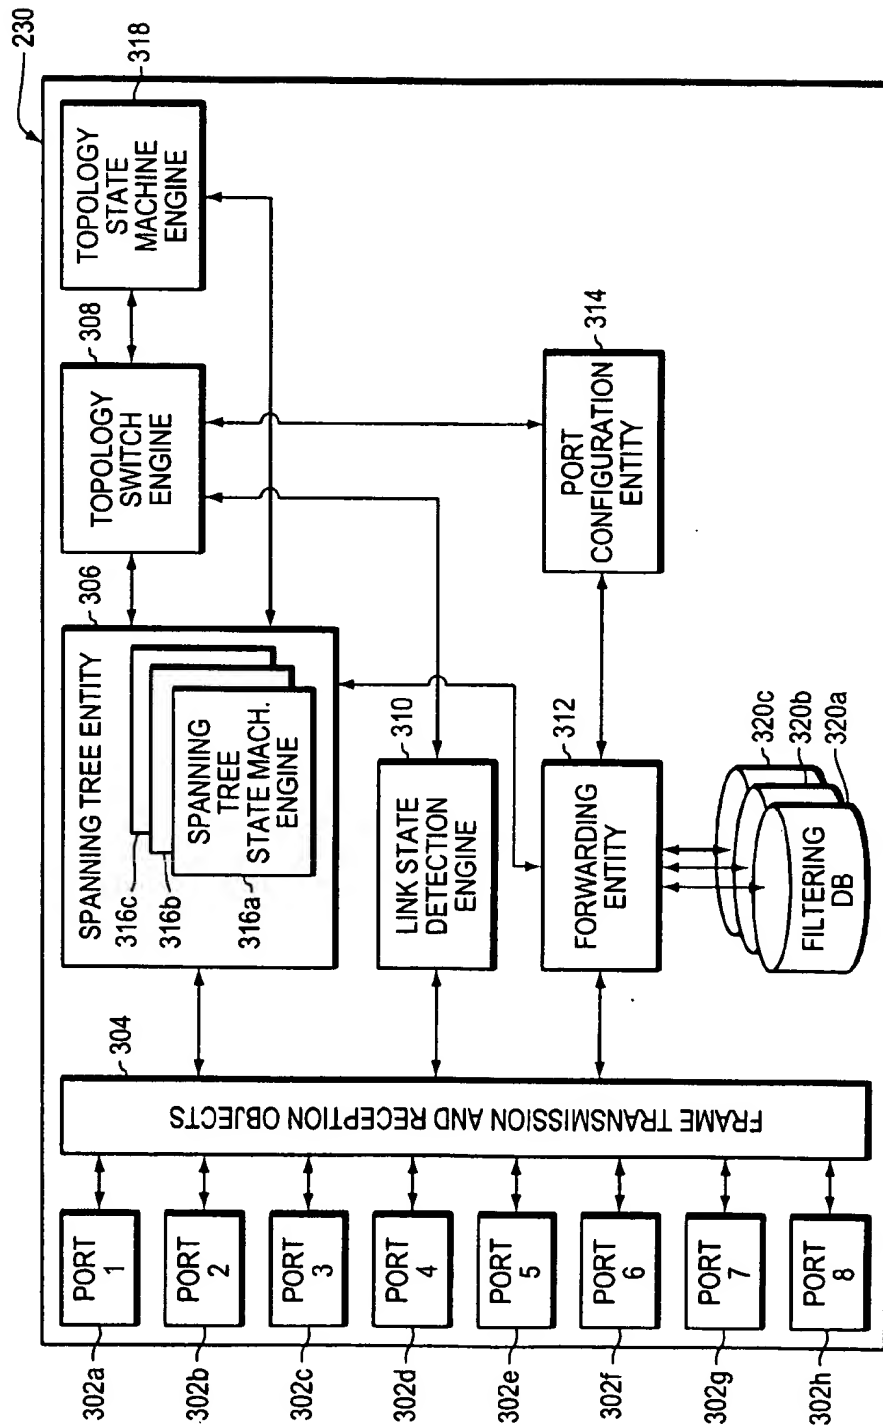 230
318
TOPOLOGY
STATE
MACHINE
ENGINE
308
TOPOLOGY
SWITCH
ENGINE
314
PORT
CONFIGURATION
ENTITY
306
SPANNING TREE ENTITY
316c
316b
316a
SPANNING
TREE
STATE MACH.
ENGINE
310
LINK STATE
DETECTION
ENGINE
312
FORWARDING
ENTITY
320c
320b
320a
FILTERING
DB
304
FRAME TRANSMISSION AND RECEPTION OBJECTS
PORT
1
302a
PORT
2
302b
PORT
3
302c
PORT
4
302d
PORT
5
302e
PORT
6
302f
PORT
7
302g
PORT
8
302h